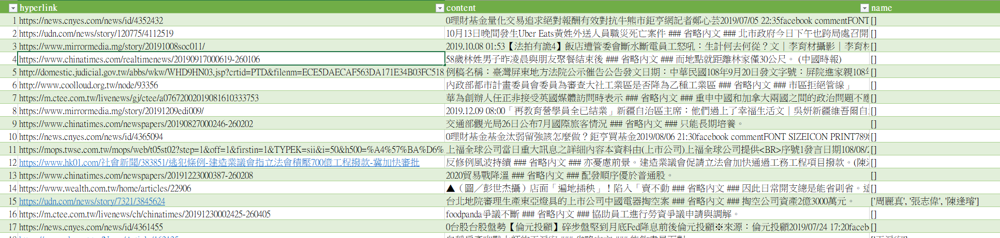 hyperlink content name
1 https://news.cnyes.com/news/id/4352432 0理財基金量化交易追求絕對報酬有效對抗牛熊市鉅亨網記者鄭心芸2019/07/05 22:35facebook commentFONT []
2 https://udn.com/news/story/120775/4112519 10月13日晚間發生Uber Eats黃姓外送人員職災死亡案件 ### 省略內文 ### 北市政府今日下午也跨局處召開 []
3 https://www.mirrormedia.mg/story/20191008soc011/ 2019.10.08 01:53【法拍有詭4】飯店遭管委會斷水斷電員工怒吼：生計何去何從？文｜李育材攝影｜李育材 []
4 https://www.chinatimes.com/realtimenews/20190917000619-260106 58歲林姓男子昨凌晨與朋友聚餐結束後 ### 省略內文 ### 而地點就距離林家僅30公尺。 (中國時報) []
5 http://domestic.judicial.gov.tw/abbs/wkw/WHD9HN03.jsp?crtid=PTD&filenm=ECE5DAECAF563DA171E34B03FC518 例稿名稱：臺灣屏東地方法院公示催告公告發文日期：中華民國108年9月20日發文字號：屏院進家親108年 []
6 http://www.coolloud.org.tw/node/93356 內政部都市計畫委員會委員為審查大社工業區是否降為乙種工業區 ### 省略內文 ### 市區拒絕管線」 []
7 https://m.ctee.com.tw/livenews/gj/ctee/a07672002019081610333753 華為創辦人任正非接受英國媒體訪問時表示 ### 省略內文 ### 重申中國和加拿大兩國之間的政治問題不應 []
8 https://www.mirrormedia.mg/story/20191209edi009/ 2019.12.09 08:00「再教育營學員全已結業」新疆自治區主席：他們過上了幸福生活文｜吳妍新疆維吾爾自 []
9 https://www.chinatimes.com/newspapers/20190827000246-260202 交通部觀光局26日公布7月國際旅客情況 ### 省略內文 ### 只能長期培養。 []
10 https://news.cnyes.com/news/id/4365094 0理財基金基金汰弱留強該怎麼做？鉅亨買基金2019/08/06 21:30facebook commentFONT SIZEICON PRINT789 []
11 https://mops.twse.com.tw/mops/web/t05st02?step=1&off=1&firstin=1&TYPEK=sii&i=50&h500=%A4%57%BA%D6% 上福全球公司當日重大訊息之詳細內容本資料由(上市公司)上福全球公司提供<BR>序號1發言日期108/08/2 []
12 https://www.hk01.com/社會新聞/383851/逃犯條例-建造業議會指立法會積壓700億工程撥款-冀加快審批 反修例風波持續 ### 省略內文 ### 亦憂慮前景。建造業議會促請立法會加快通過工務工程項目撥款。(陳 []
13 https://www.chinatimes.com/newspapers/20191223000387-260208 2020貿易戰降溫 ### 省略內文 ### 配發順序優於普通股。 []
14 https://www.wealth.com.tw/home/articles/22906 ▲（圖／彭世杰攝）店面「遍地插秧」！陷入「賣不動 ### 省略內文 ### 因此日常開支總是能省則省。這 []
15 https://udn.com/news/story/7321/3845624 台北地院審理生產東亞燈具的上市公司中國電器掏空案 ### 省略內文 ### 掏空公司資產2億3000萬元。 ['周麗真', '張志偉', '陳逢璿']
16 https://m.ctee.com.tw/livenews/ch/chinatimes/20191230002425-260405 foodpanda爭議不斷 ### 省略內文 ### 協助員工進行勞資爭議申請與調解。 []
17 https://news.cnyes.com/news/id/4361455 0台股台股盤勢【倫元投顧】碎步盤堅到月底Fed降息前後倫元投顧※來源：倫元投顧2019/07/24 17:20faceb []